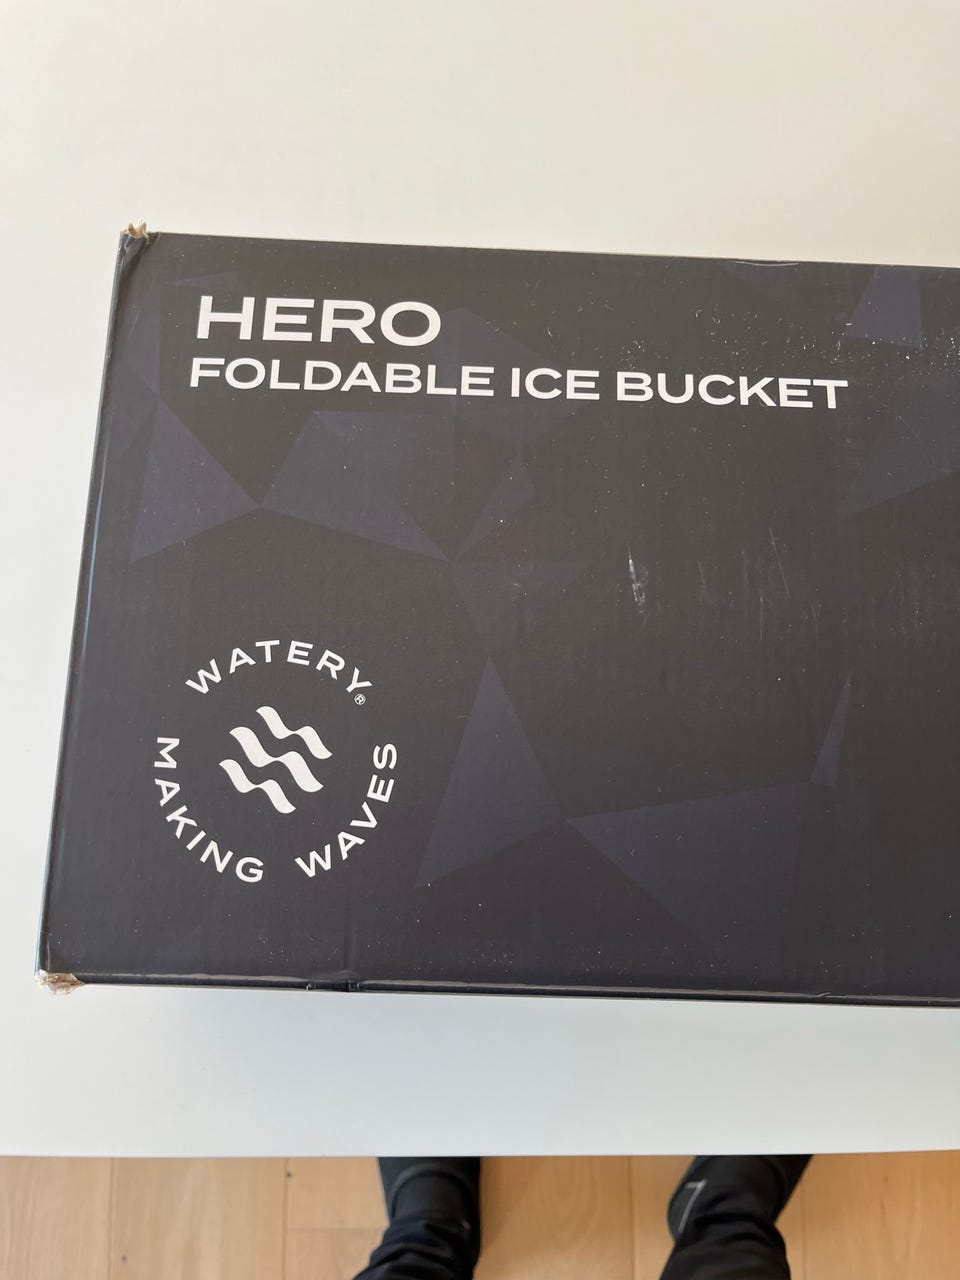 HERO
FOLDABLE ICE BUCKET
WATERY®
MAKING WAVES